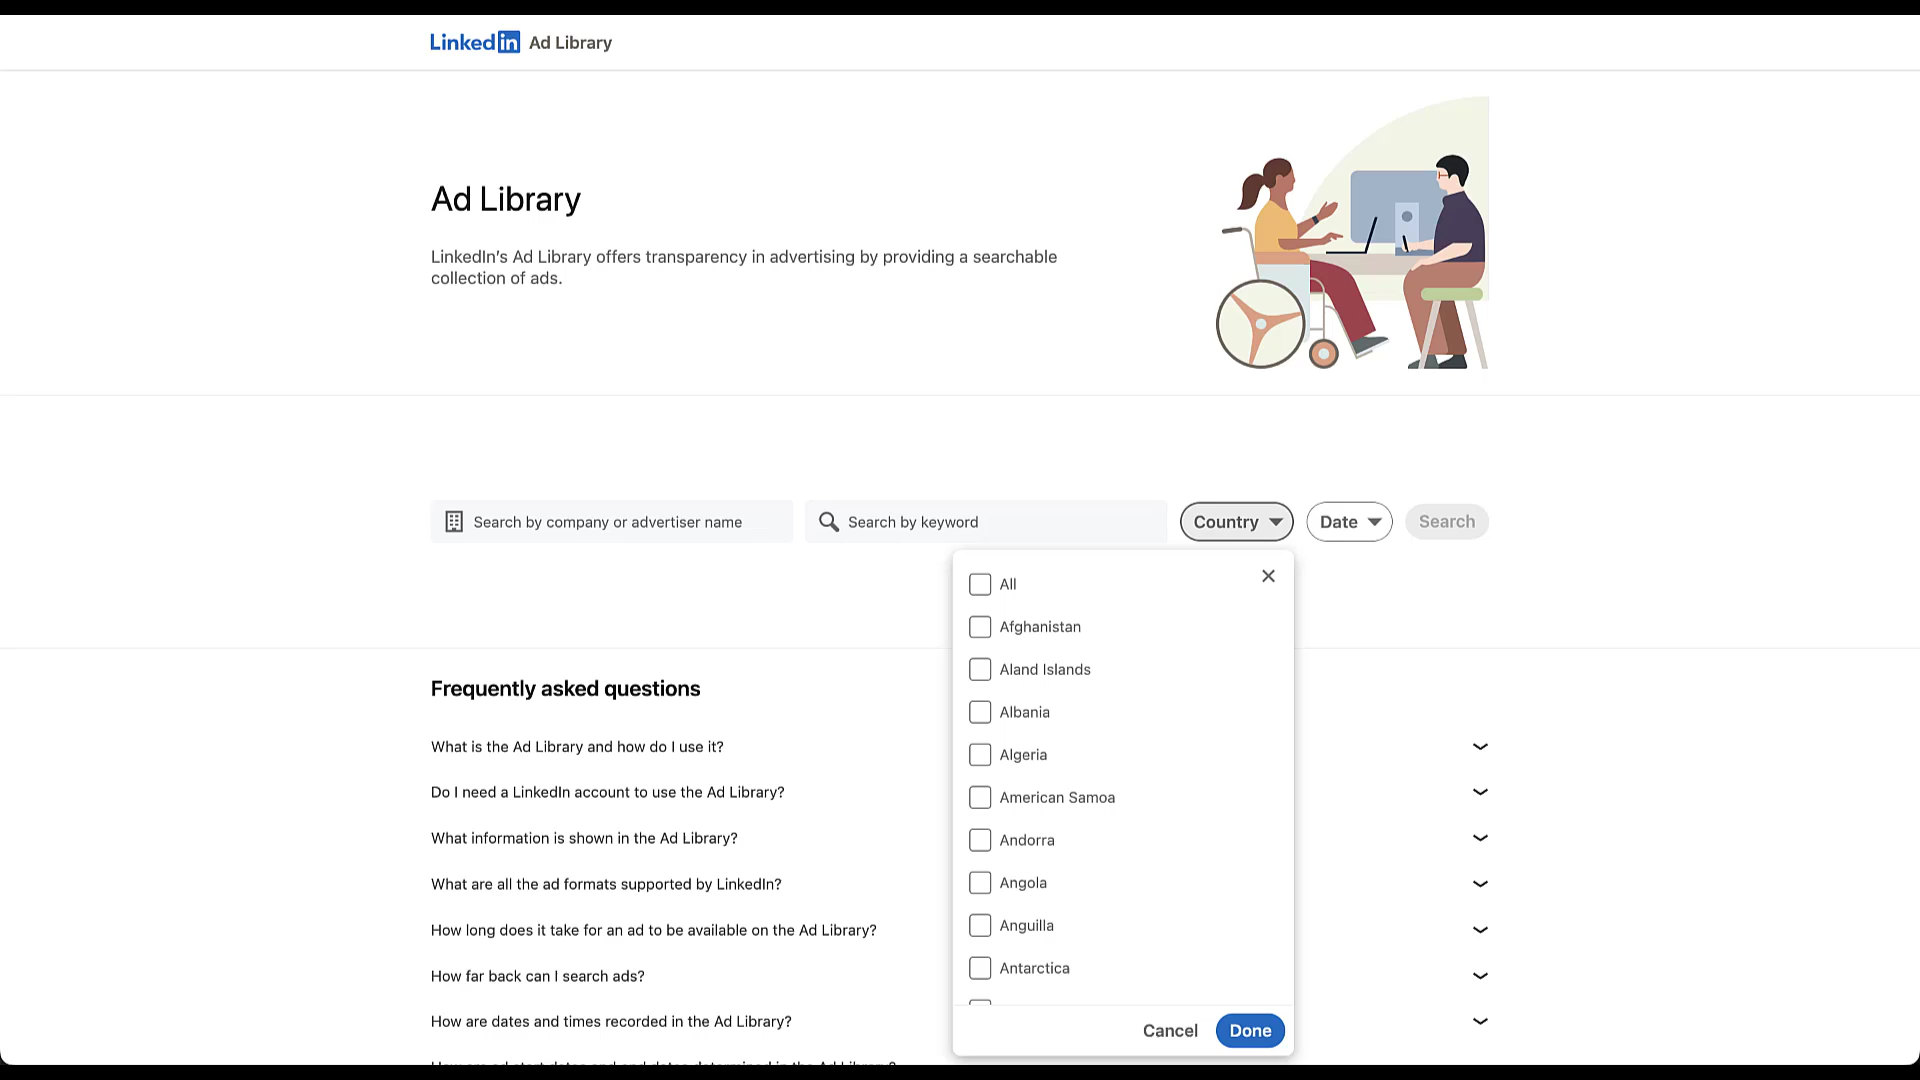 LinkedIn Ad Library
Ad Library
LinkedIn's Ad Library offers transparency in advertising by providing a searchable
collection of ads.
Search by company or advertiser name
Search by keyword
Country
Date
Search
All
Afghanistan
Aland Islands
Albania
Algeria
American Samoa
Andorra
Angola
Anguilla
Antarctica
Cancel
Done
Frequently asked questions
What is the Ad Library and how do I use it?
Do I need a LinkedIn account to use the Ad Library?
What information is shown in the Ad Library?
What are all the ad formats supported by LinkedIn?
How long does it take for an ad to be available on the Ad Library?
How far back can I search ads?
How are dates and times recorded in the Ad Library?